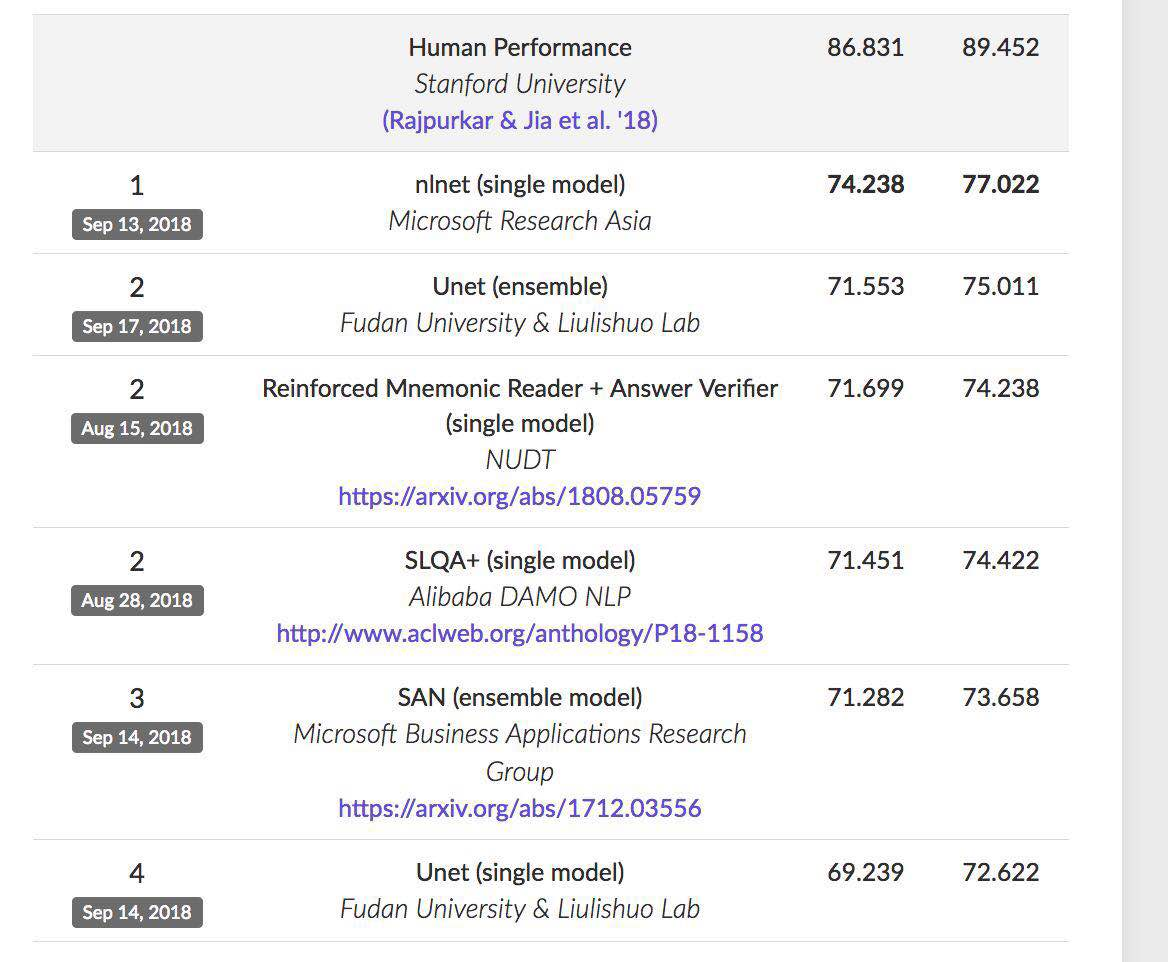 Human Performance 86.831 89.452
Stanford University
(Rajpurkar & Jia et al. '18)
1 nlnet (single model) 74.238 77.022
Sep 13, 2018 Microsoft Research Asia
2 Unet (ensemble) 71.553 75.011
Sep 17, 2018 Fudan University & Liulishuo Lab
2 Reinforced Mnemonic Reader + Answer Verifier 71.699 74.238
Aug 15, 2018 (single model)
NUDT
https://arxiv.org/abs/1808.05759
2 SLQA+ (single model) 71.451 74.422
Aug 28, 2018 Alibaba DAMO NLP
http://www.aclweb.org/anthology/P18-1158
3 SAN (ensemble model) 71.282 73.658
Sep 14, 2018 Microsoft Business Applications Research
Group
https://arxiv.org/abs/1712.03556
4 Unet (single model) 69.239 72.622
Sep 14, 2018 Fudan University & Liulishuo Lab